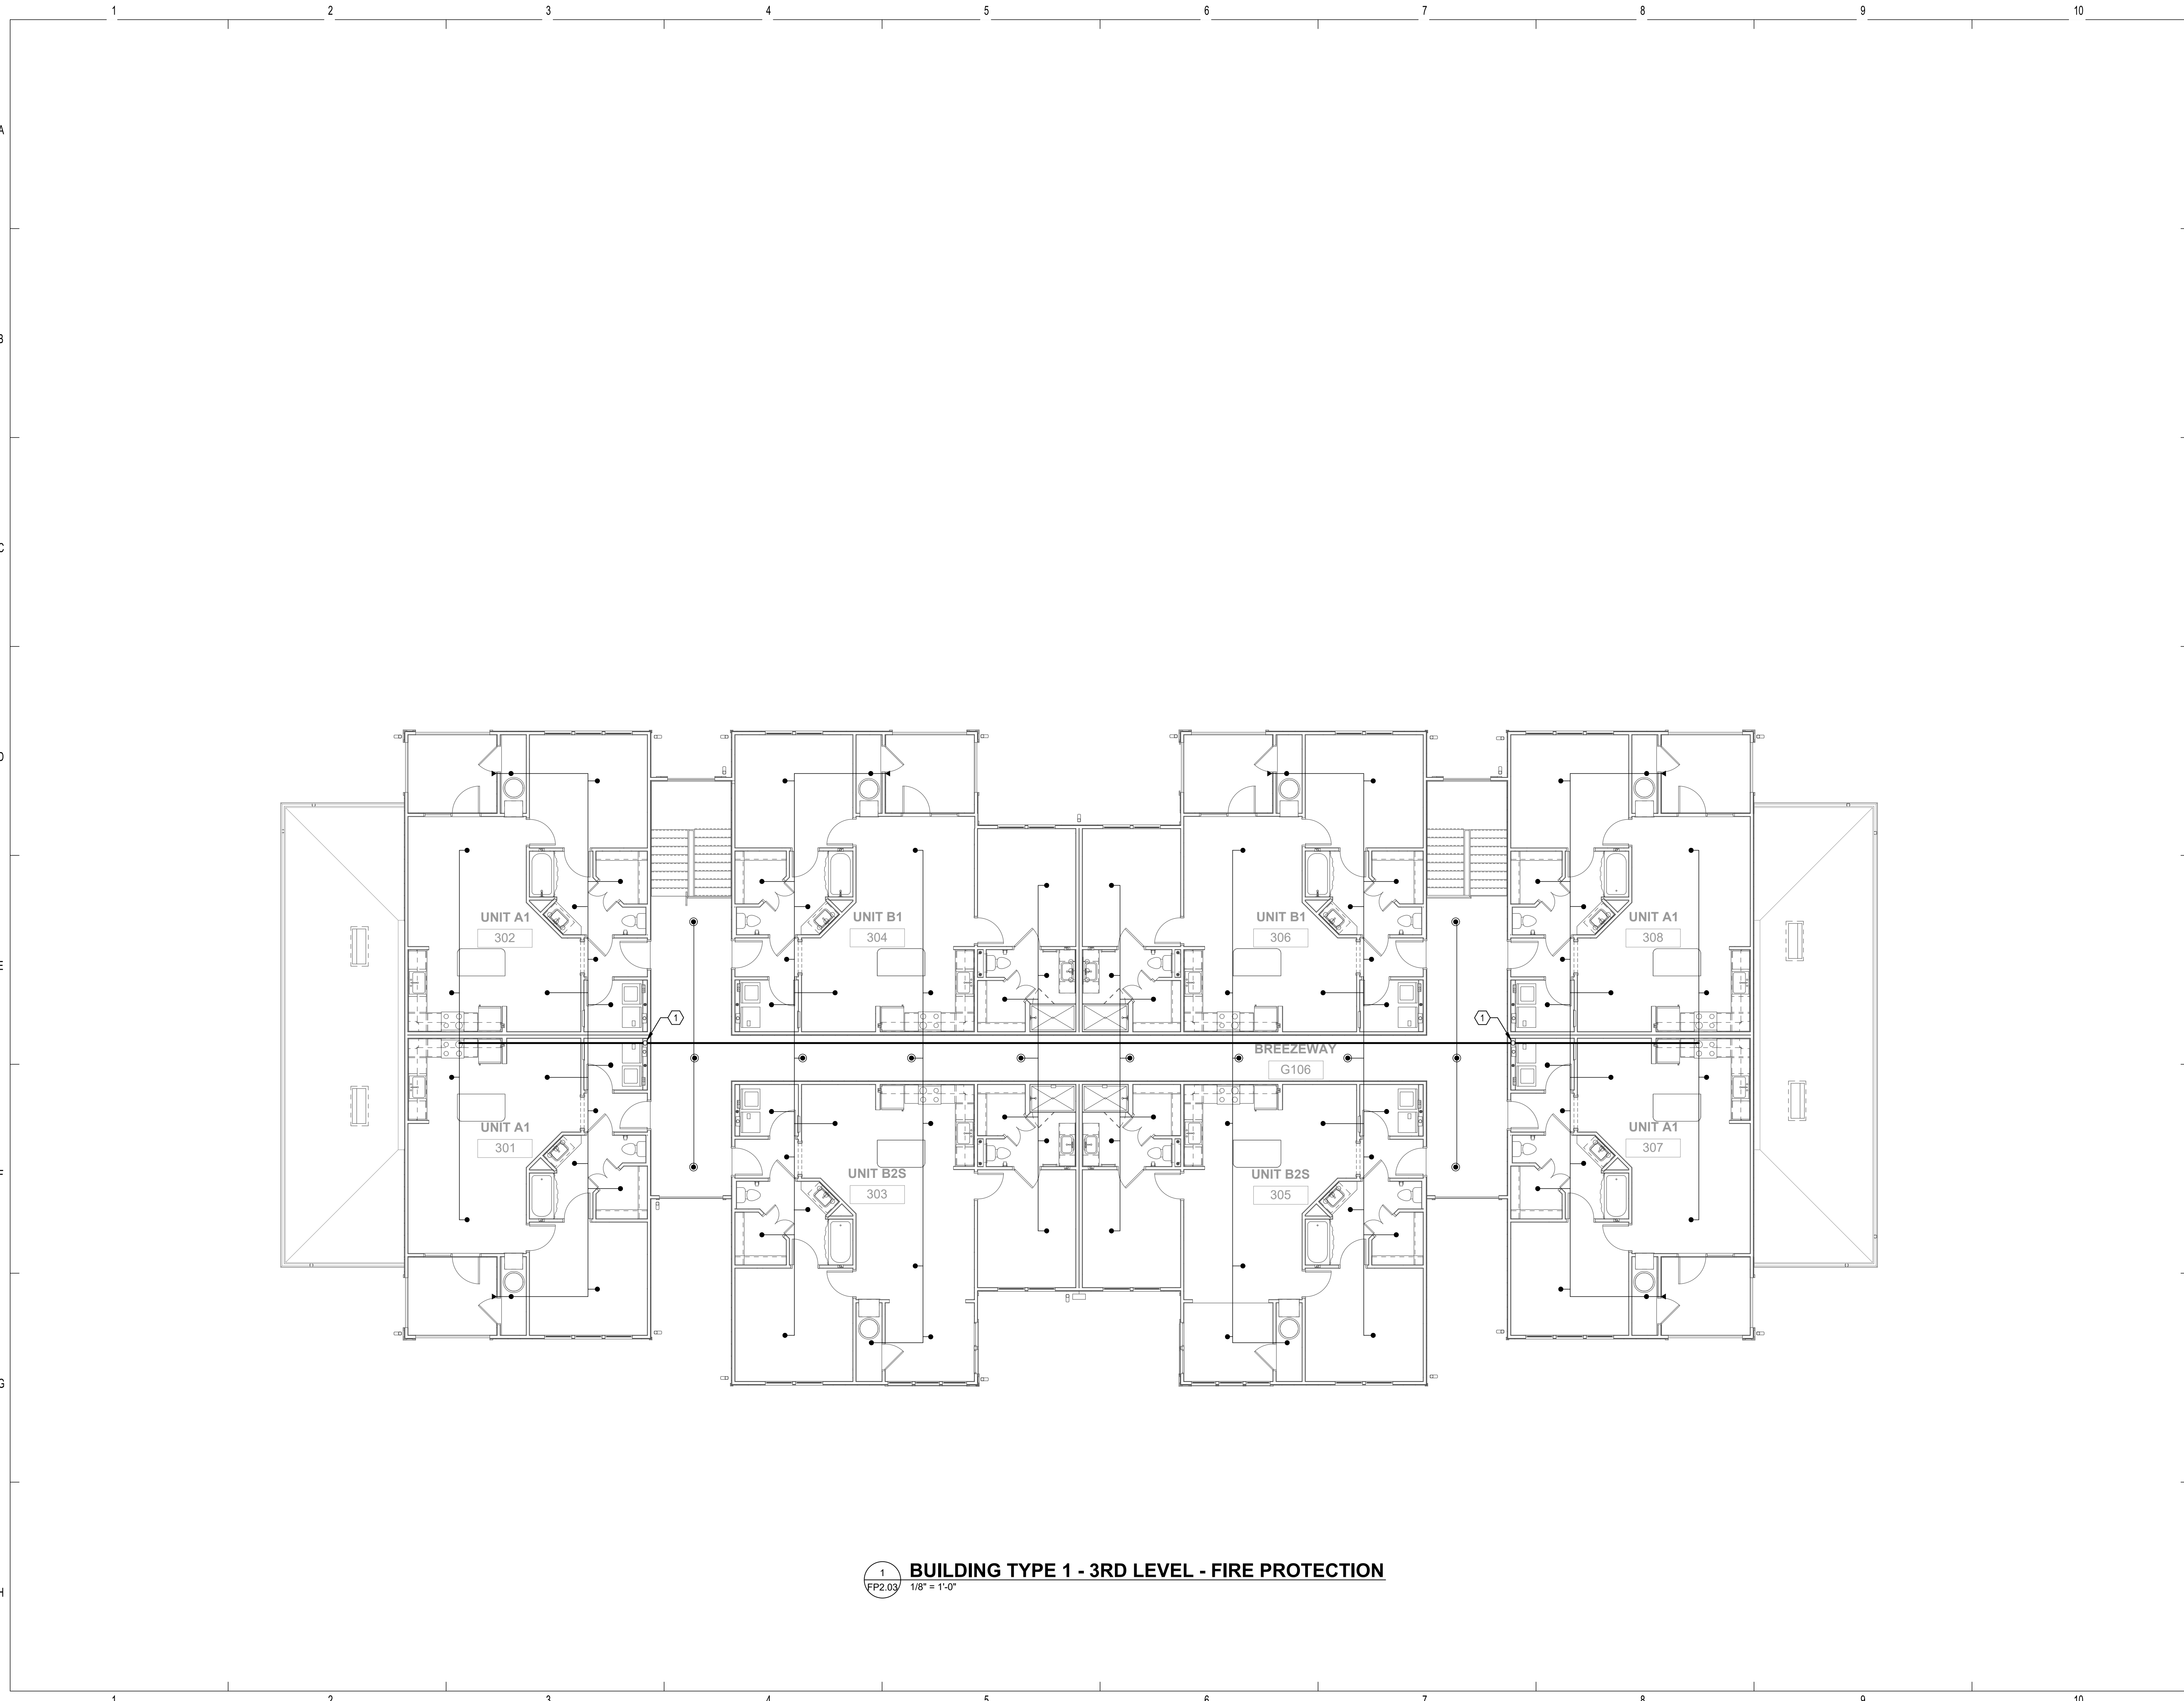 1 2 3 4 5 6 7 8 9 10
A
B
C
D
UNIT A1
302
UNIT B1
304
UNIT B1
306
UNIT A1
308
E
1
1
BREEZEWAY
G106
UNIT A1
301
UNIT B2S
303
UNIT B2S
305
UNIT A1
307
F
G
1
FP2.03
BUILDING TYPE 1 - 3RD LEVEL - FIRE PROTECTION
1/8" = 1'-0"
H
1 2 3 4 5 6 7 8 9 10